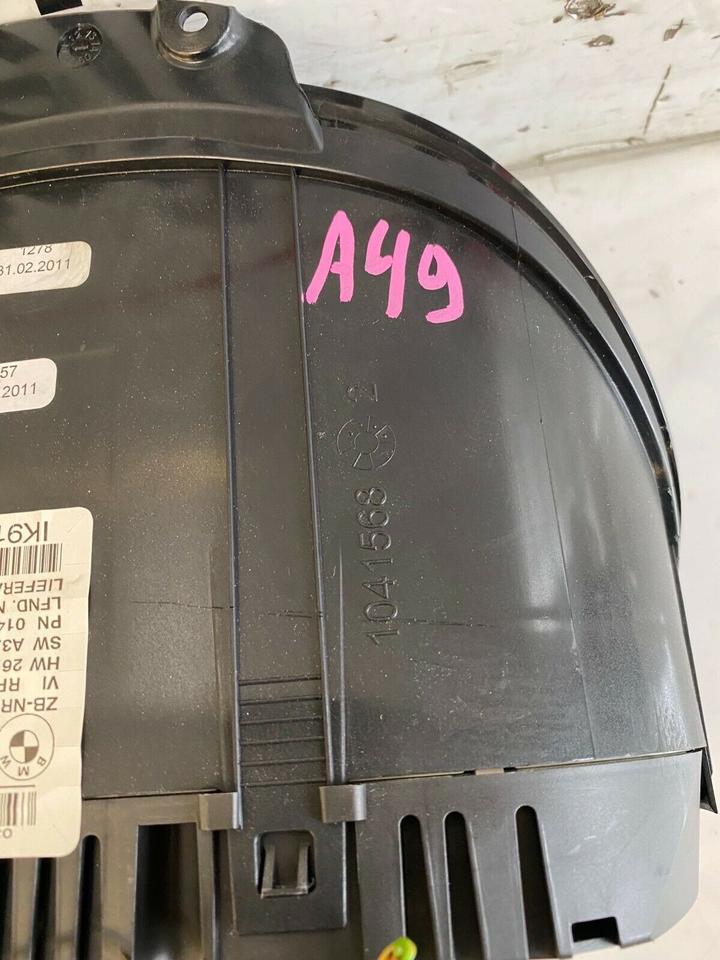 1278
31.02.2011
A49
57
.2011
2
1041568
IK91
LIEFERA
LFND. N
PN 014
SW A3.
HW 26
VI RF
ZB-NR
BMW